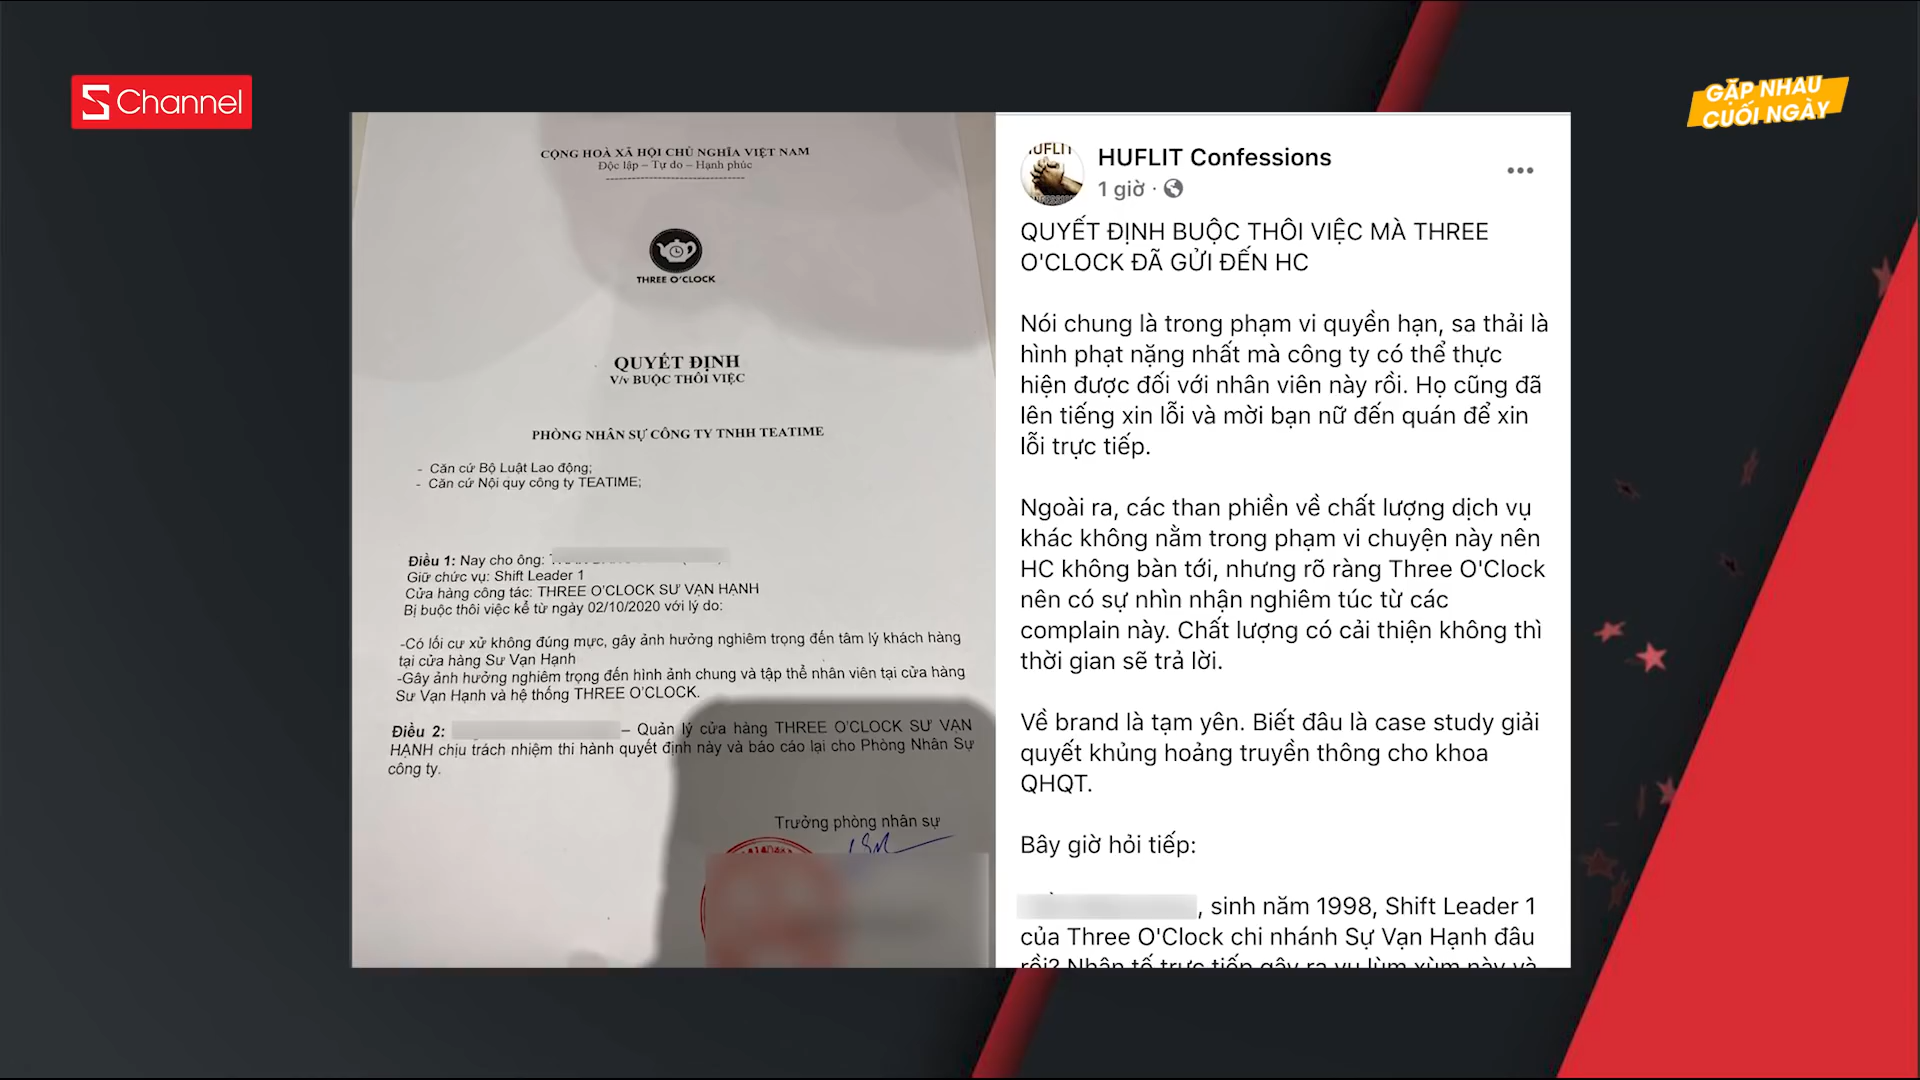 S Channel
GẶP NHAU
CUỐI NGÀY
CỘNG HOÀ XÃ HỘI CHỦ NGHĨA VIỆT NAM
Độc lập – Tự do – Hạnh phúc
THREE O'CLOCK
QUYẾT ĐỊNH
V/v BUỘC THÔI VIỆC
PHÒNG NHÂN SỰ CÔNG TY TNHH TEATIME
- Căn cứ Bộ Luật Lao động;
- Căn cứ Nội quy công ty TEATIME;
Điều 1: Nay cho ông:
Giữ chức vụ: Shift Leader 1
Cửa hàng công tác: THREE O'CLOCK SƯ VẠN HẠNH
Bị buộc thôi việc kể từ ngày 02/10/2020 với lý do:
-Có lối cư xử không đúng mực, gây ảnh hưởng nghiêm trọng đến tâm lý khách hàng
tại cửa hàng Sư Vạn Hạnh
-Gây ảnh hưởng nghiêm trọng đến hình ảnh chung và tập thể nhân viên tại cửa hàng
Sư Vạn Hạnh và hệ thống THREE O'CLOCK.
Điều 2: – Quản lý cửa hàng THREE O'CLOCK SƯ VẠN
HẠNH chịu trách nhiệm thi hành quyết định này và báo cáo lại cho Phòng Nhân Sự
công ty.
Trưởng phòng nhân sự
HUFLIT Confessions
1 giờ ·
QUYẾT ĐỊNH BUỘC THÔI VIỆC MÀ THREE
O'CLOCK ĐÃ GỬI ĐẾN HC
Nói chung là trong phạm vi quyền hạn, sa thải là
hình phạt nặng nhất mà công ty có thể thực
hiện được đối với nhân viên này rồi. Họ cũng đã
lên tiếng xin lỗi và mời bạn nữ đến quán để xin
lỗi trực tiếp.
Ngoài ra, các than phiền về chất lượng dịch vụ
khác không nằm trong phạm vi chuyện này nên
HC không bàn tới, nhưng rõ ràng Three O'Clock
nên có sự nhìn nhận nghiêm túc từ các
complain này. Chất lượng có cải thiện không thì
thời gian sẽ trả lời.
Về brand là tạm yên. Biết đâu là case study giải
quyết khủng hoảng truyền thông cho khoa
QHQT.
Bây giờ hỏi tiếp:
, sinh năm 1998, Shift Leader 1
của Three O'Clock chi nhánh Sự Vạn Hạnh đâu
rồi? Nhân tố trực tiếp gây ra vụ lùm xùm này và